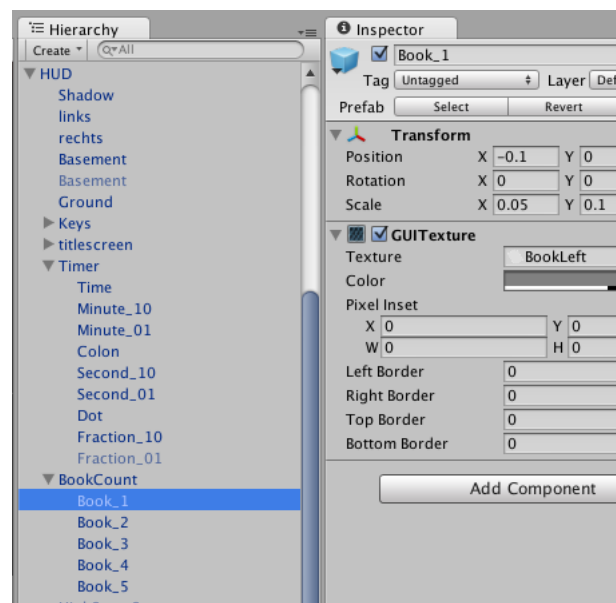 Hierarchy
Create
All
HUD
Shadow
links
rechts
Basement
Basement
Ground
Keys
titlescreen
Timer
Time
Minute_10
Minute_01
Colon
Second_10
Second_01
Dot
Fraction_10
Fraction_01
BookCount
Book_1
Book_2
Book_3
Book_4
Book_5
Inspector
Book_1
Tag Untagged Layer Def
Prefab Select Revert
Transform
Position X -0.1 Y 0
Rotation X 0 Y 0
Scale X 0.05 Y 0.1
GUITexture
Texture BookLeft
Color
Pixel Inset
X 0 Y 0
W 0 H 0
Left Border 0
Right Border 0
Top Border 0
Bottom Border 0
Add Component